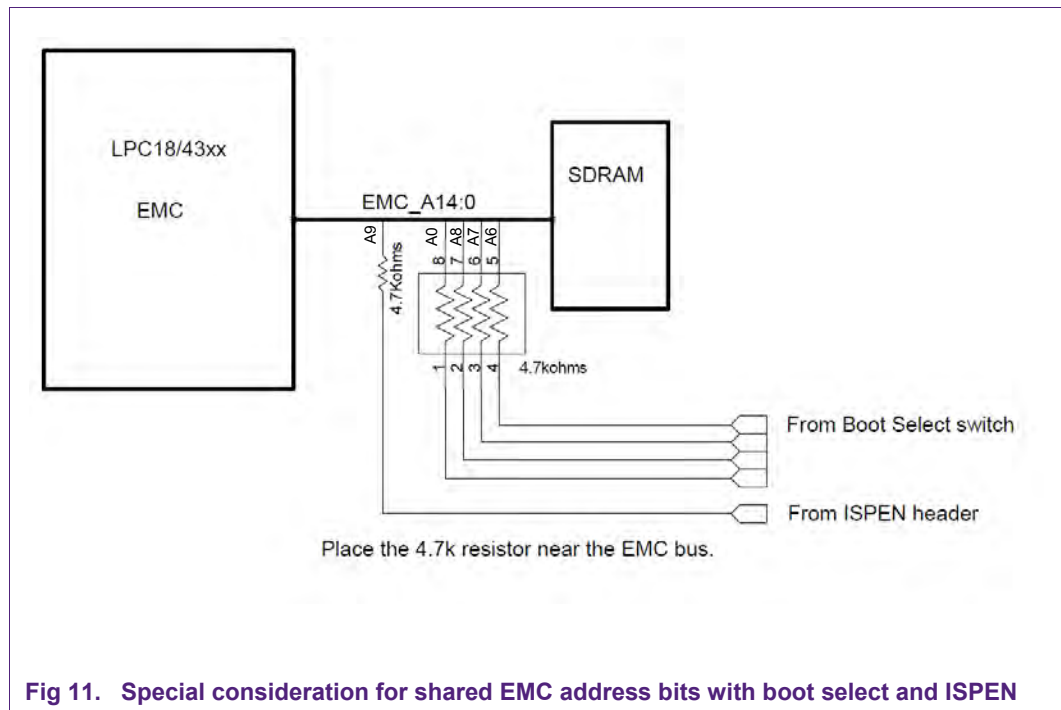 LPC18/43xx
EMC
SDRAM
EMC_A14:0
A9
A0
A8
A7
A6
8
7
6
5
4.7Kohms
1
2
3
4
4.7kohms
From Boot Select switch
From ISPEN header
Place the 4.7k resistor near the EMC bus.
Fig 11. Special consideration for shared EMC address bits with boot select and ISPEN